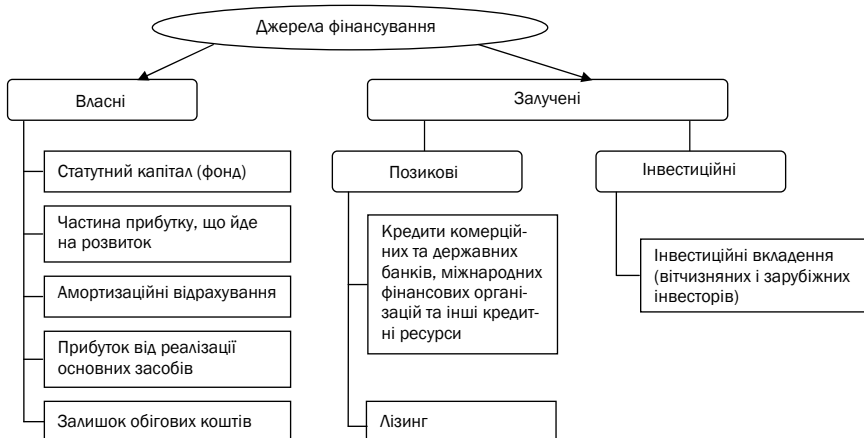 Джерела фінансування
Власні
Залучені
Статутний капітал (фонд)
Частина прибутку, що йде
на розвиток
Амортизаційні відрахування
Прибуток від реалізації
основних засобів
Залишок обігових коштів
Позикові
Кредити комерцій-
них та державних
банків, міжнародних
фінансових органі-
зацій та інші кредит-
ні ресурси
Лізинг
Інвестиційні
Інвестиційні вкладення
(вітчизняних і зарубіжних
інвесторів)